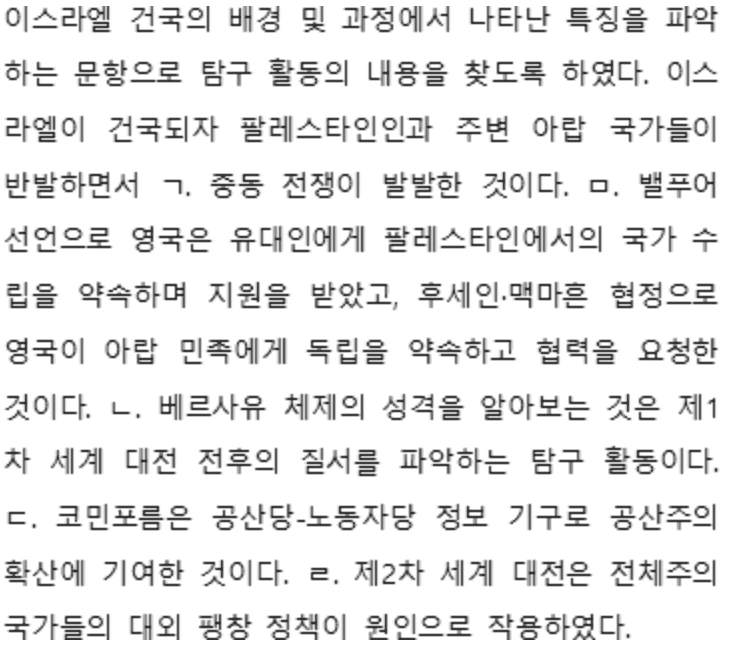 이스라엘 건국의 배경 및 과정에서 나타난 특징을 파악
하는 문항으로 탐구 활동의 내용을 찾도록 하였다. 이스
라엘이 건국되자 팔레스타인인과 주변 아랍 국가들이
반발하면서 ㄱ. 중동 전쟁이 발발한 것이다. ㅁ. 밸푸어
선언으로 영국은 유대인에게 팔레스타인에서의 국가 수
립을 약속하며 지원을 받았고, 후세인·맥마흔 협정으로
영국이 아랍 민족에게 독립을 약속하고 협력을 요청한
것이다. ㄴ. 베르사유 체제의 성격을 알아보는 것은 제1
차 세계 대전 전후의 질서를 파악하는 탐구 활동이다.
ㄷ. 코민포름은 공산당-노동자당 정보 기구로 공산주의
확산에 기여한 것이다. ㄹ. 제2차 세계 대전은 전체주의
국가들의 대외 팽창 정책이 원인으로 작용하였다.